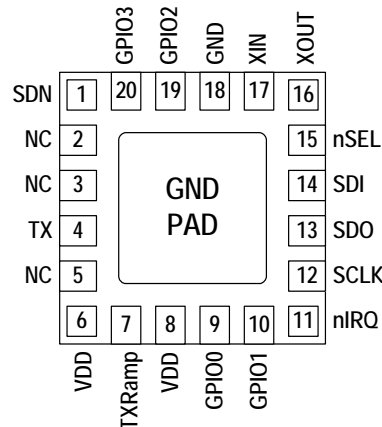 GPIO3 GPIO2 GND XIN XOUT
SDN 1 20 19 18 17 16
NC 2 15 nSEL
NC 3 GND 14 SDI
TX 4 PAD 13 SDO
NC 5 12 SCLK
6 7 8 9 10 11 nIRQ
VDD TXRamp VDD GPIO0 GPIO1